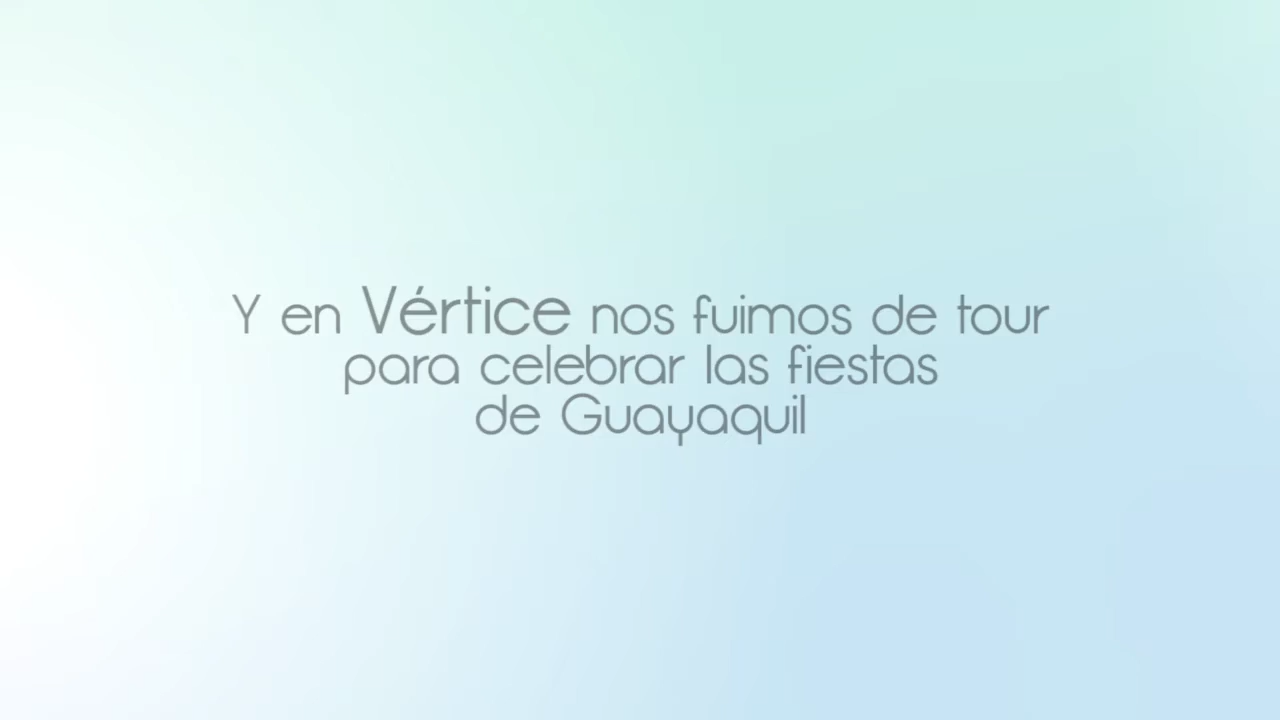 Y en Vértice nos fuimos de tour
para celebrar las fiestas
de Guayaquil